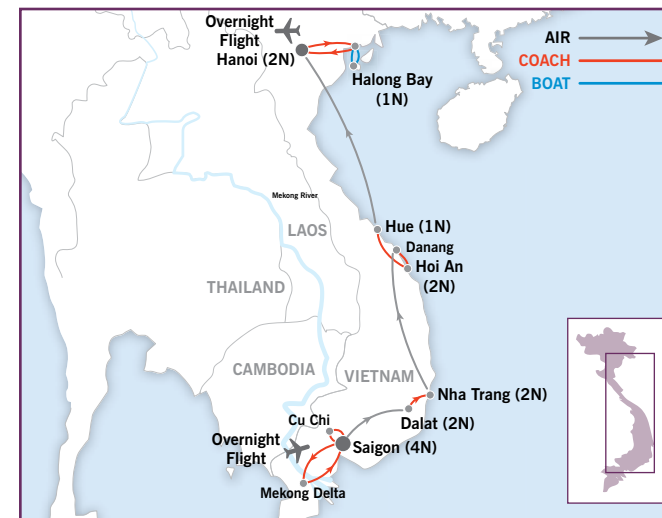 Overnight
Flight
Hanoi (2N)
AIR
COACH
BOAT
Halong Bay
(1N)
Mekong River
LAOS
Hue (1N)
Danang
Hoi An
(2N)
THAILAND
CAMBODIA
VIETNAM
Nha Trang (2N)
Dalat (2N)
Cu Chi
Overnight
Flight
Saigon (4N)
Mekong Delta